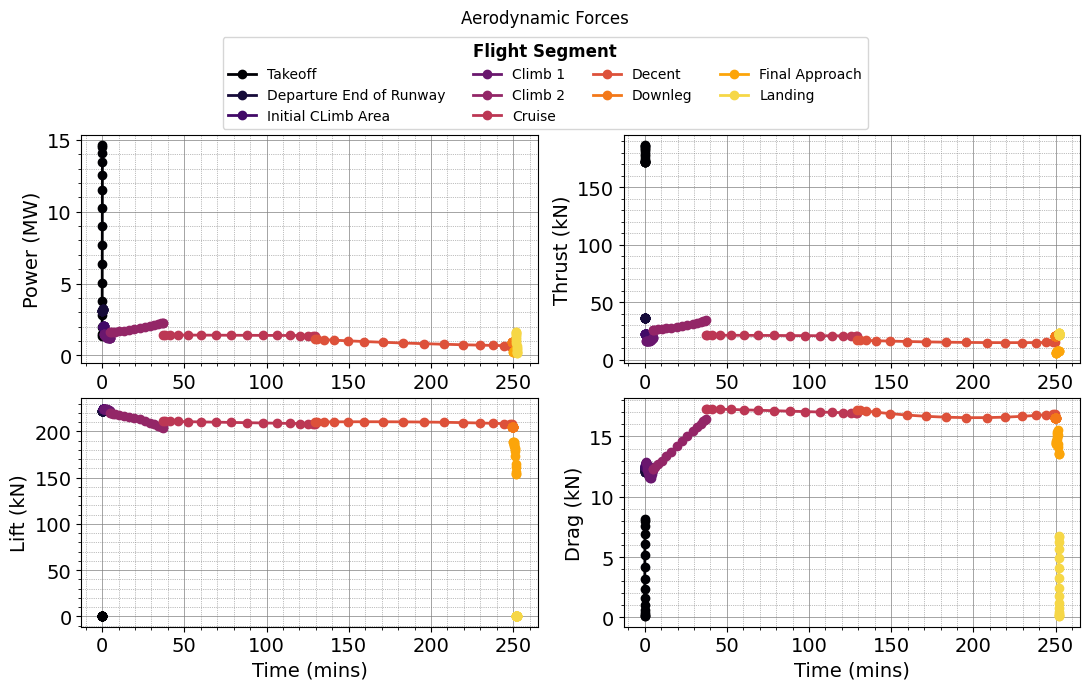 Aerodynamic Forces
Flight Segment
Takeoff
Departure End of Runway
Initial CLimb Area
Climb 1
Climb 2
Cruise
Decent
Downleg
Final Approach
Landing
Power (MW)
15
10
5
0
0 50 100 150 200 250
Thrust (kN)
150
100
50
0
0 50 100 150 200 250
Lift (kN)
200
150
100
50
0
0 50 100 150 200 250
Time (mins)
Drag (kN)
15
10
5
0
0 50 100 150 200 250
Time (mins)